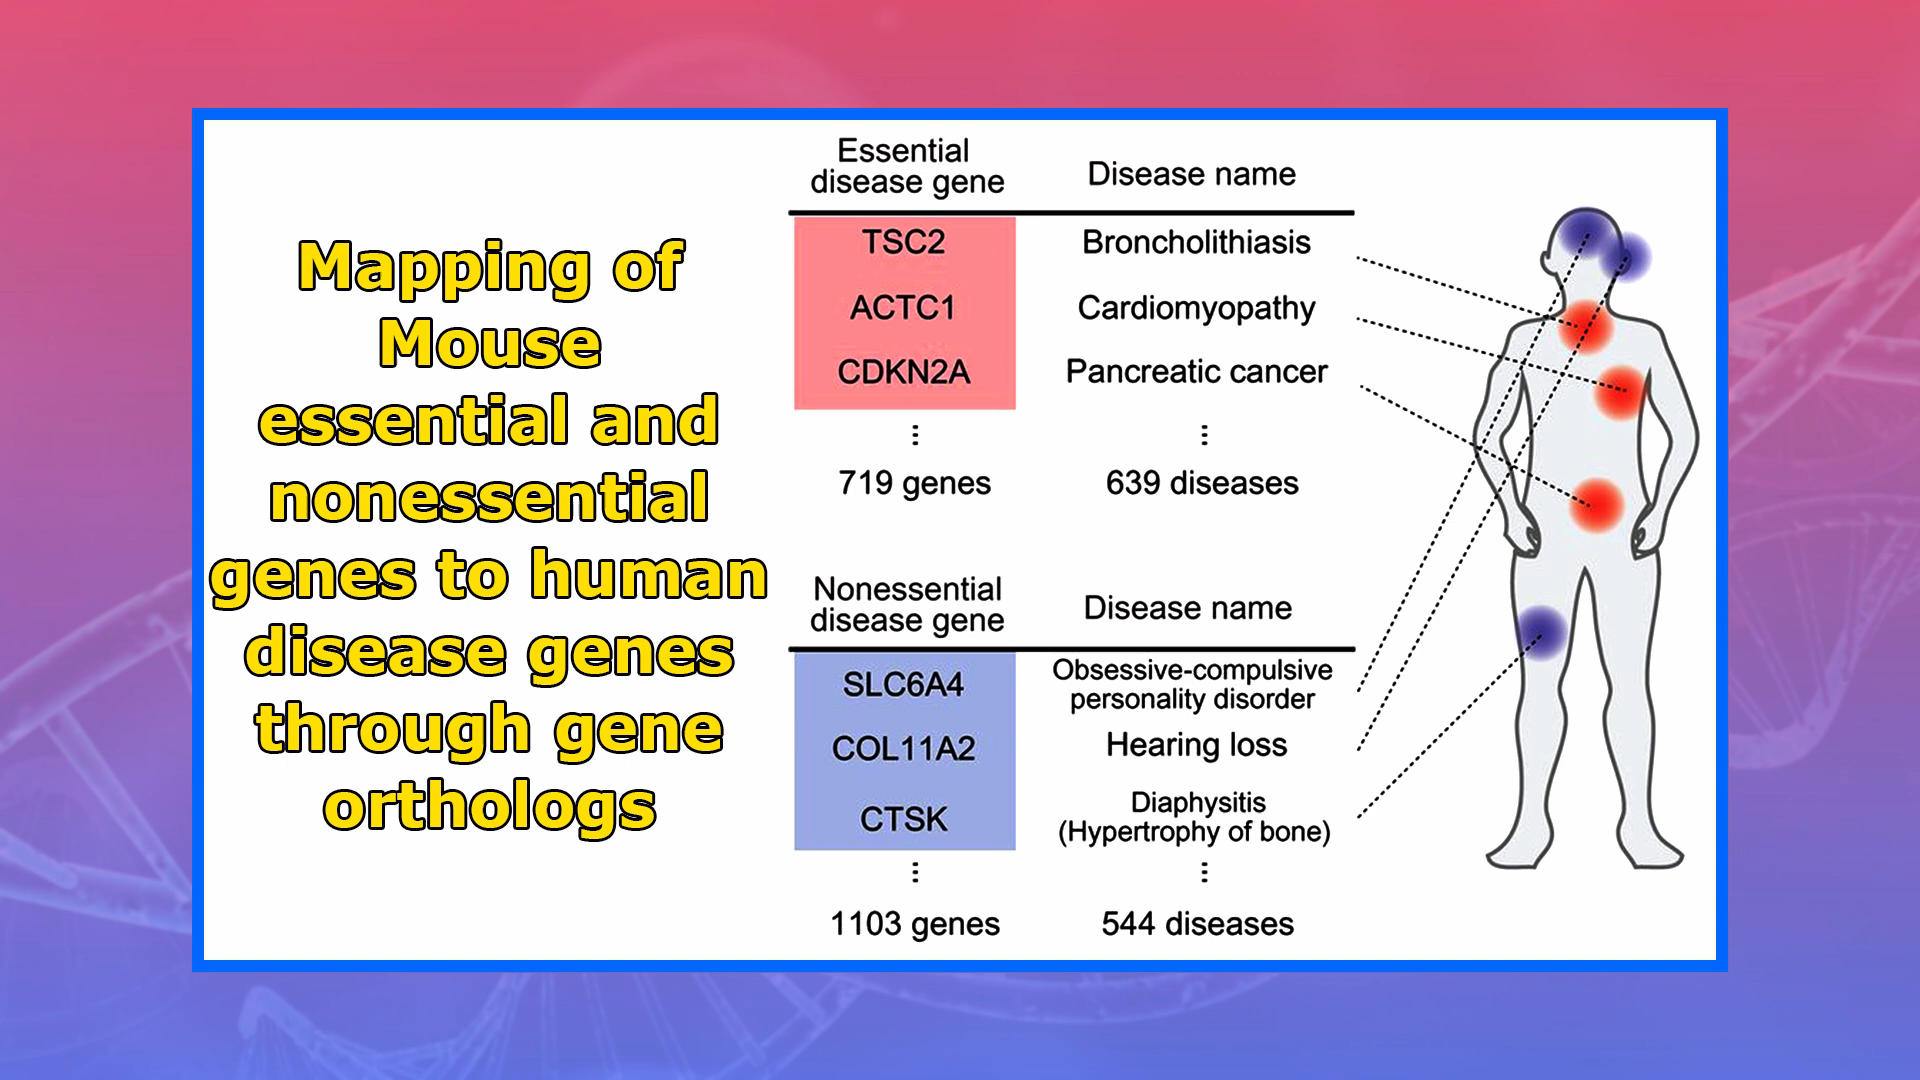 Mapping of
Mouse
essential and
nonessential
genes to human
disease genes
through gene
orthologs
Essential
disease gene
Disease name
TSC2
Broncholithiasis
ACTC1
Cardiomyopathy
CDKN2A
Pancreatic cancer
719 genes
639 diseases
Nonessential
disease gene
Disease name
SLC6A4
Obsessive-compulsive
personality disorder
COL11A2
Hearing loss
CTSK
Diaphysitis
(Hypertrophy of bone)
1103 genes
544 diseases